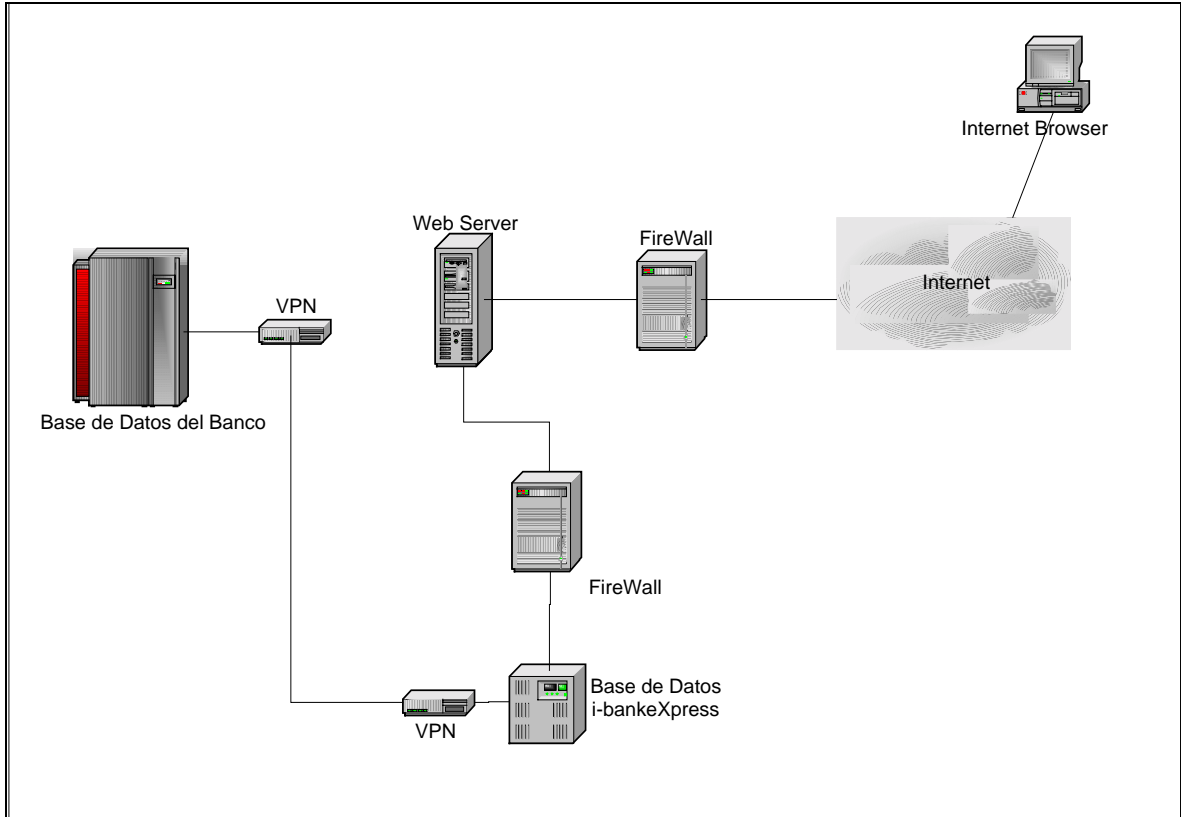 Internet Browser
Web Server
FireWall
Internet
VPN
Base de Datos del Banco
FireWall
Base de Datos
i-bankeXpress
VPN